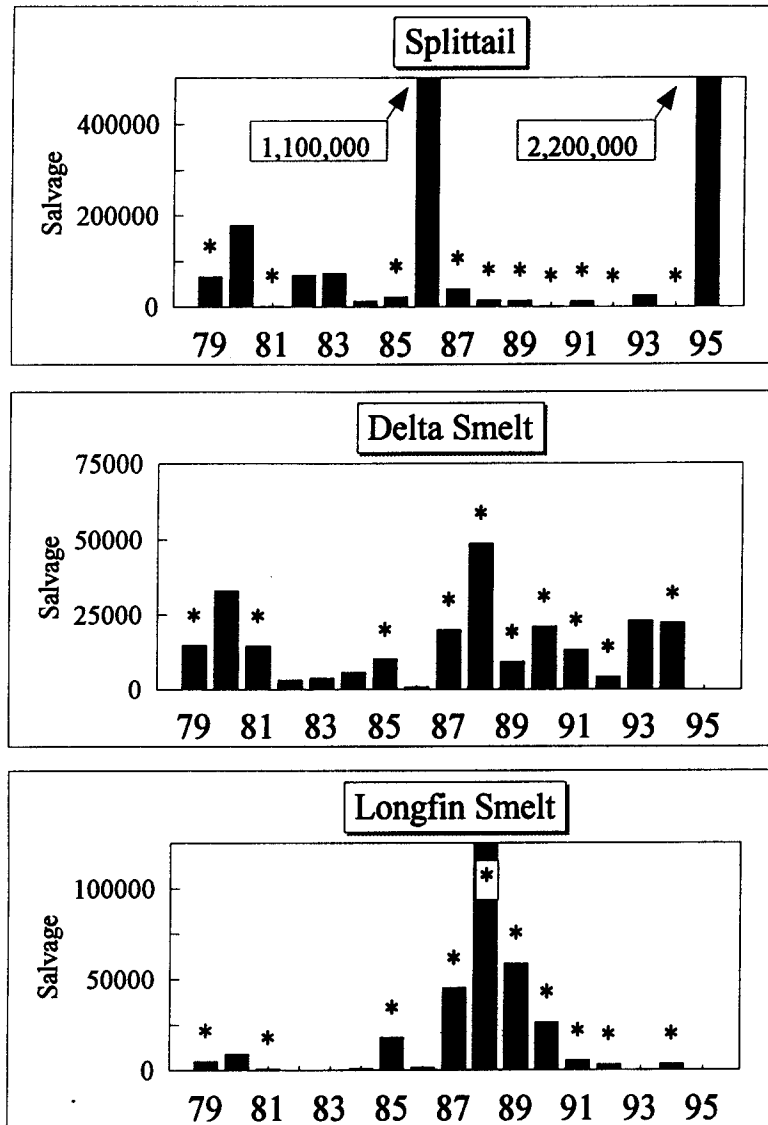 Splittail
400000
200000
0
Salvage
1,100,000
2,200,000
* * * * * * * * *
79 81 83 85 87 89 91 93 95
Delta Smelt
75000
50000
25000
0
Salvage
* * * * * * * * *
79 81 83 85 87 89 91 93 95
Longfin Smelt
100000
50000
0
Salvage
* * * * * * * * * *
79 81 83 85 87 89 91 93 95